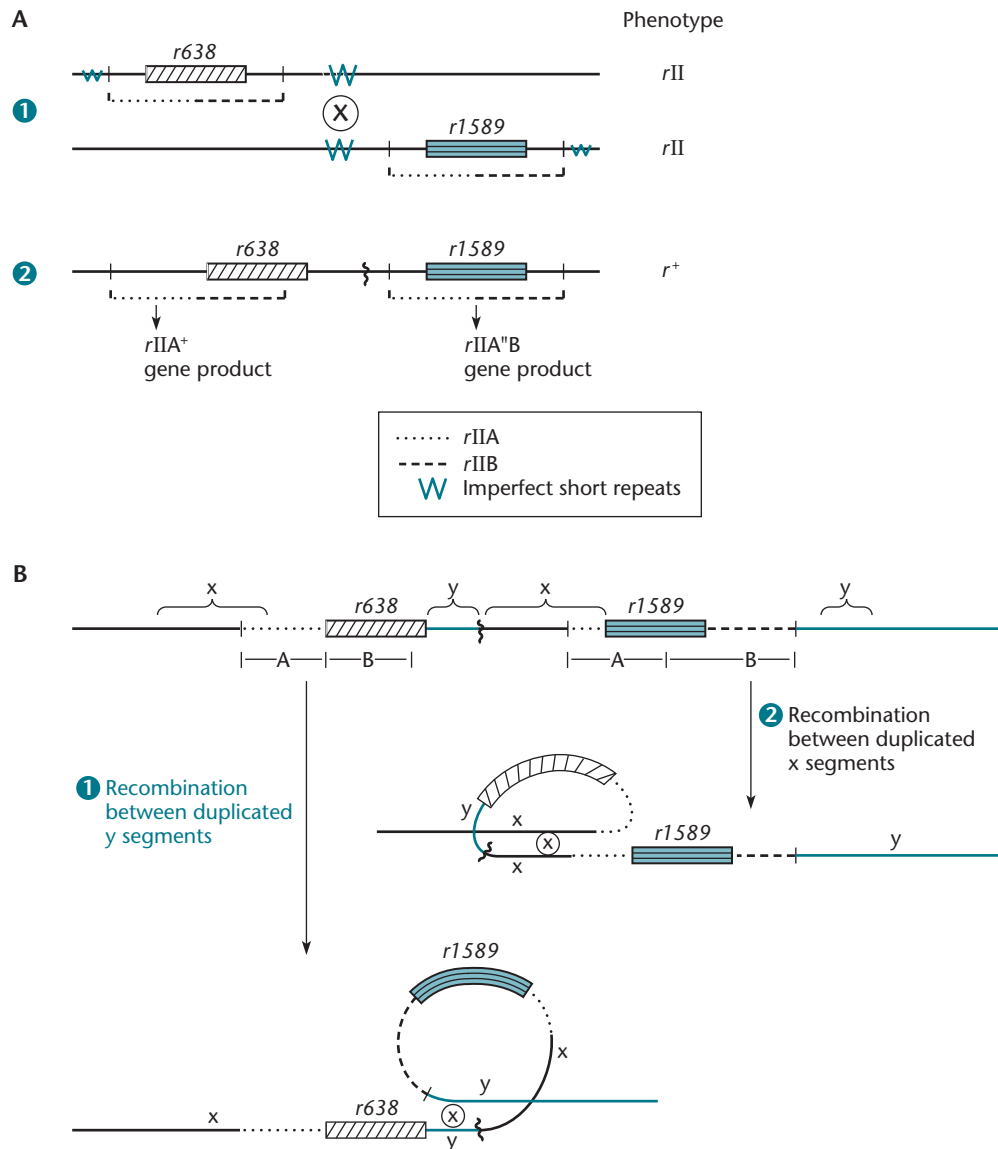 A
Phenotype
r638
rII
1
X
r1589
rII
r638
r1589
2
r+
rIIA+
gene product
rIIA"B
gene product
rIIA
rIIB
Imperfect short repeats
B
x
r638
y
x
r1589
y
A
B
A
B
2 Recombination
between duplicated
x segments
1 Recombination
between duplicated
y segments
y
x
r1589
x
x
y
r1589
x
y
x
r638
x
y